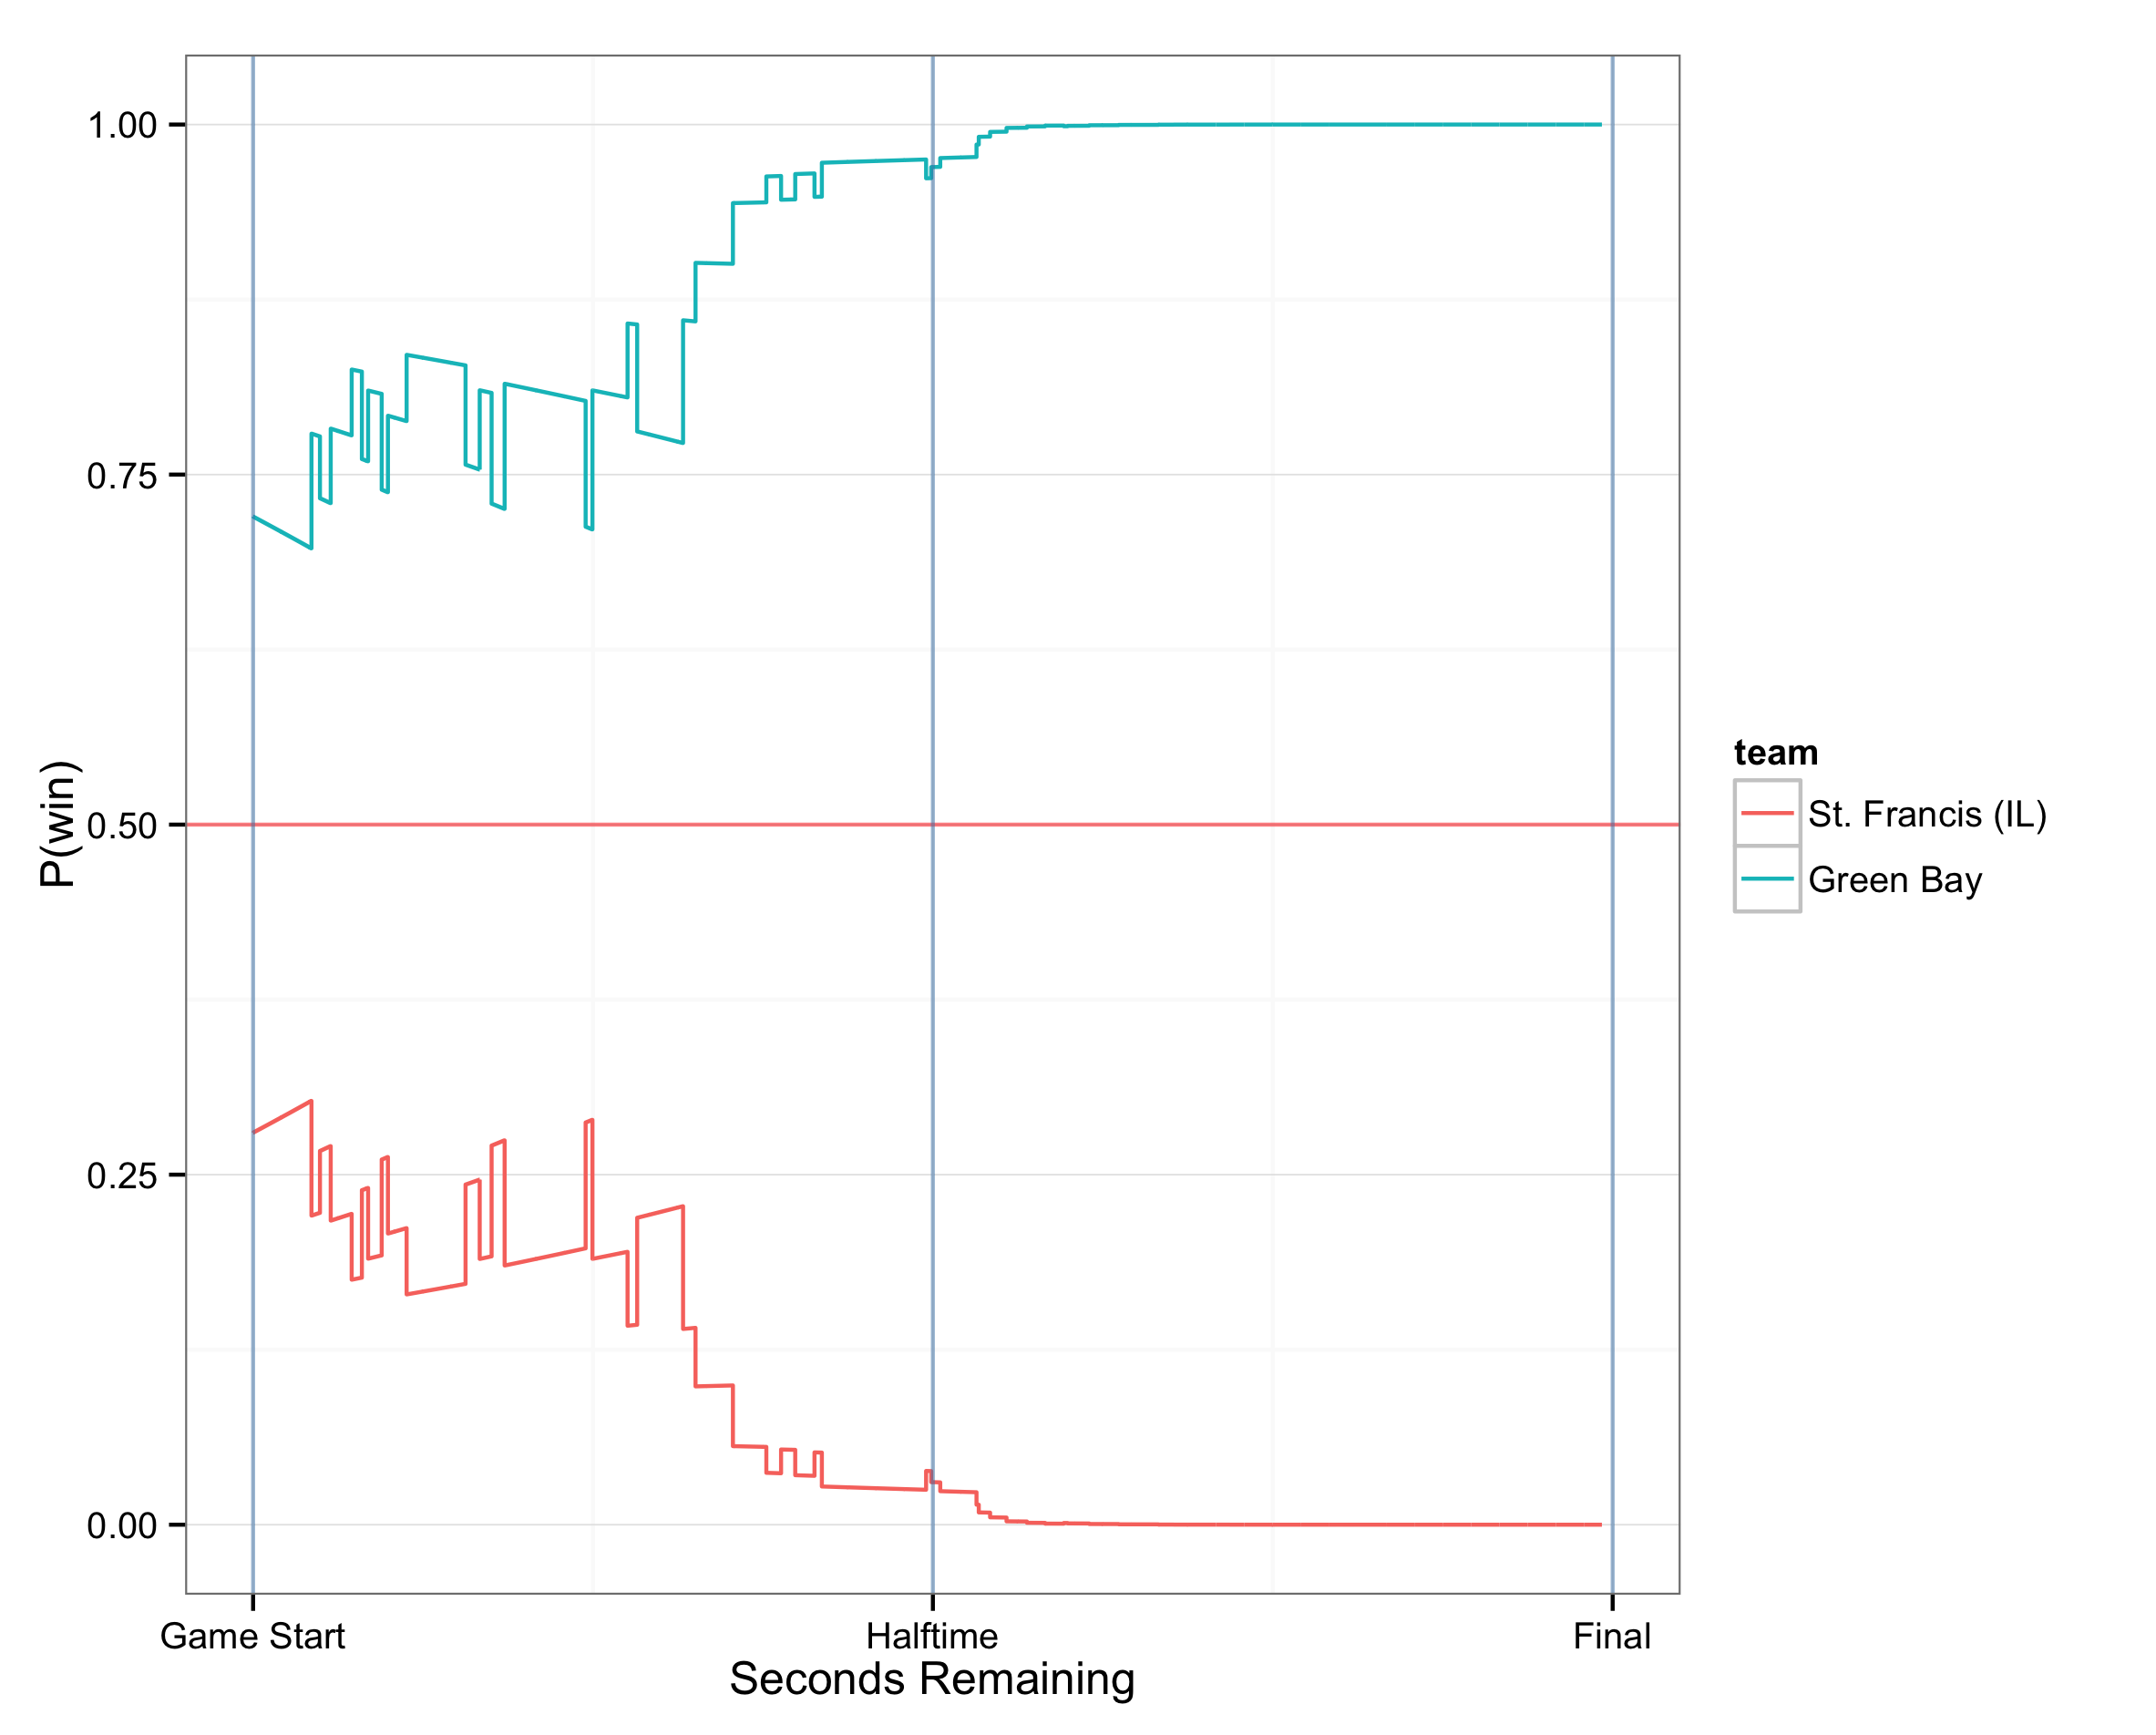 P(win)
1.00
0.75
0.50
0.25
0.00
Game Start
Halftime
Final
Seconds Remaining
team
St. Francis (IL)
Green Bay